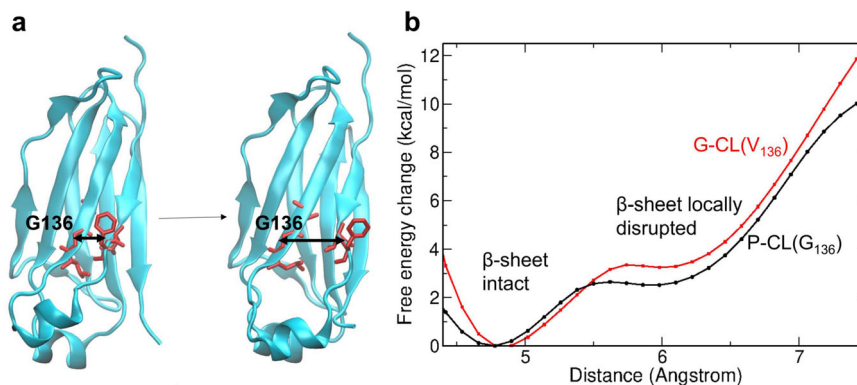 a
G136
G136
b
Free energy change (kcal/mol)
12
10
8
6
4
2
0
G-CL(V₁₃₆)
β-sheet locally
disrupted
P-CL(G₁₃₆)
β-sheet
intact
5
6
7
Distance (Angstrom)